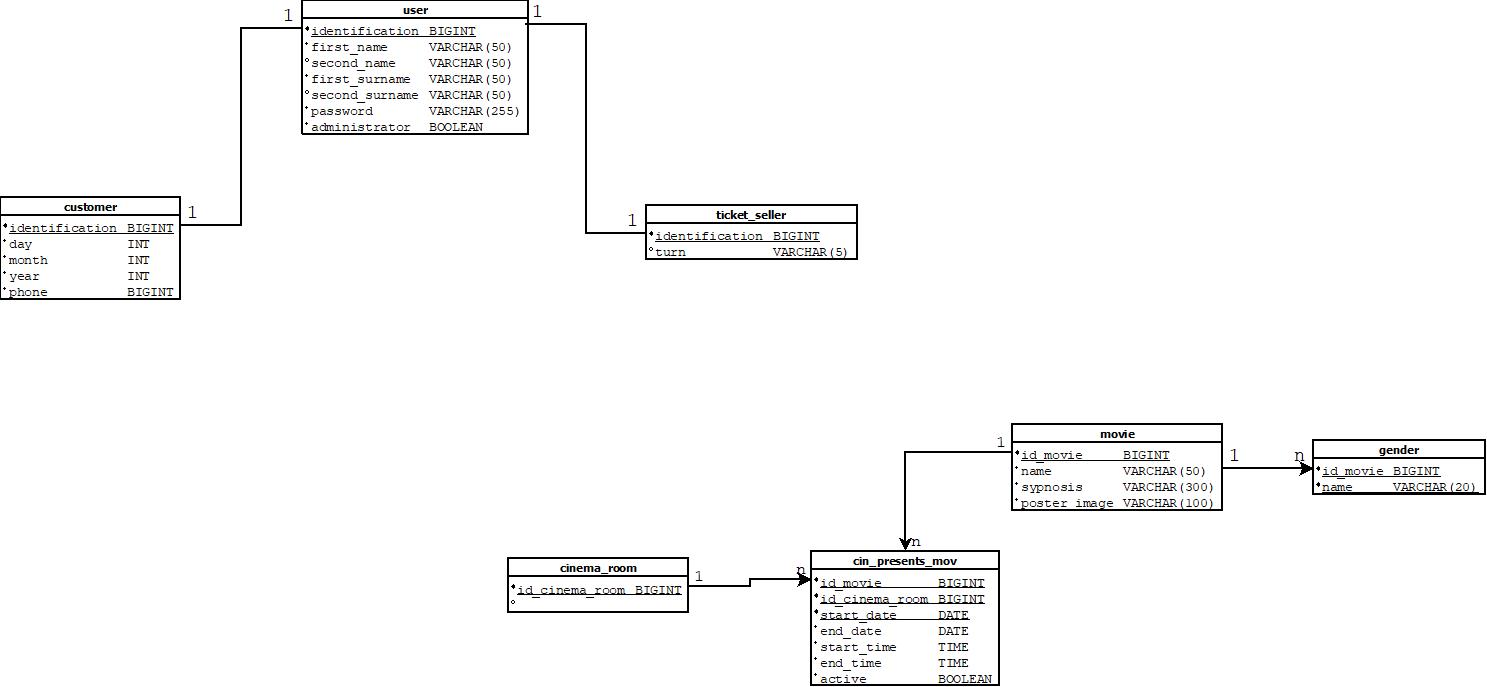 user
1
1
identification BIGINT
first_name VARCHAR(50)
second_name VARCHAR(50)
first_surname VARCHAR(50)
second_surname VARCHAR(50)
password VARCHAR(255)
administrator BOOLEAN
customer
1
identification BIGINT
day INT
month INT
year INT
phone BIGINT
ticket_seller
1
identification BIGINT
turn VARCHAR(5)
movie
1
1
id_movie BIGINT
name VARCHAR(50)
sypnosis VARCHAR(300)
poster_image VARCHAR(100)
gender
n
id_movie BIGINT
name VARCHAR(20)
cinema_room
1
id_cinema_room BIGINT
cin_presents_mov
n
n
id_movie BIGINT
id_cinema_room BIGINT
start_date DATE
end_date DATE
start_time TIME
end_time TIME
active BOOLEAN